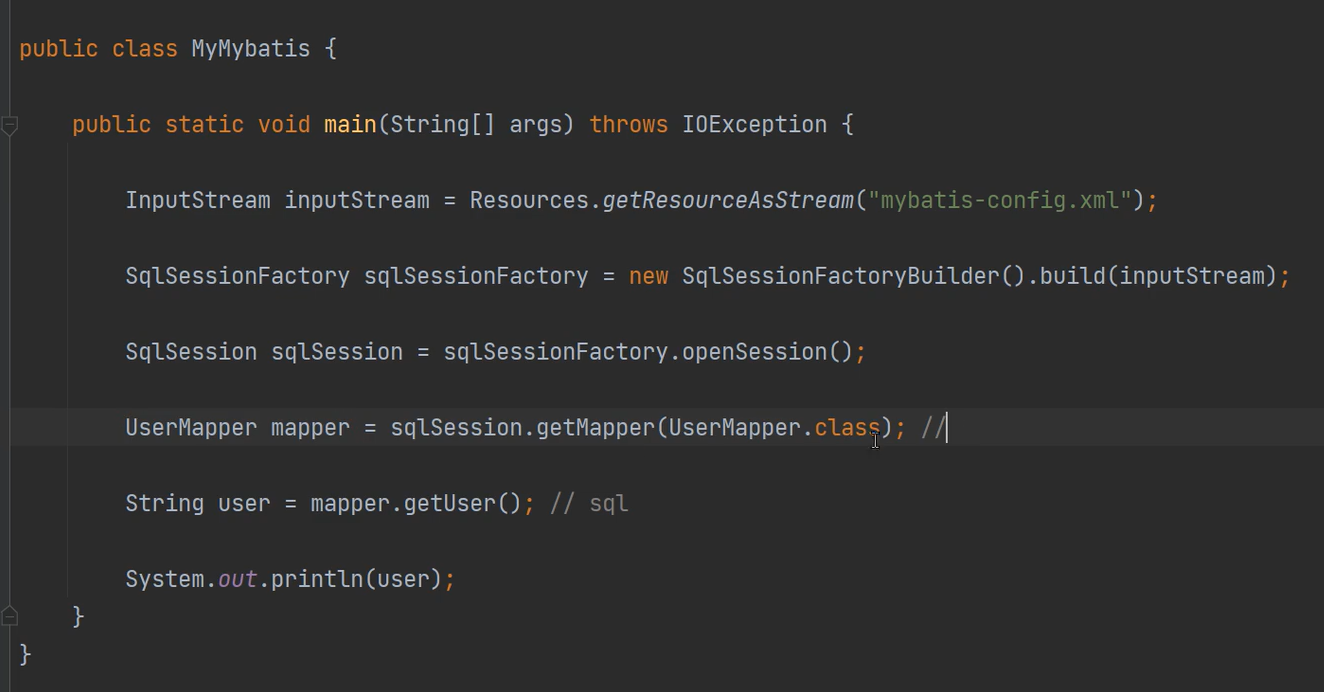 public class MyMybatis {
public static void main(String[] args) throws IOException {
InputStream inputStream = Resources.getResourceAsStream("mybatis-config.xml");
SqlSessionFactory sqlSessionFactory = new SqlSessionFactoryBuilder().build(inputStream);
SqlSession sqlSession = sqlSessionFactory.openSession();
UserMapper mapper = sqlSession.getMapper(UserMapper.class); //
String user = mapper.getUser(); // sql
System.out.println(user);
}
}